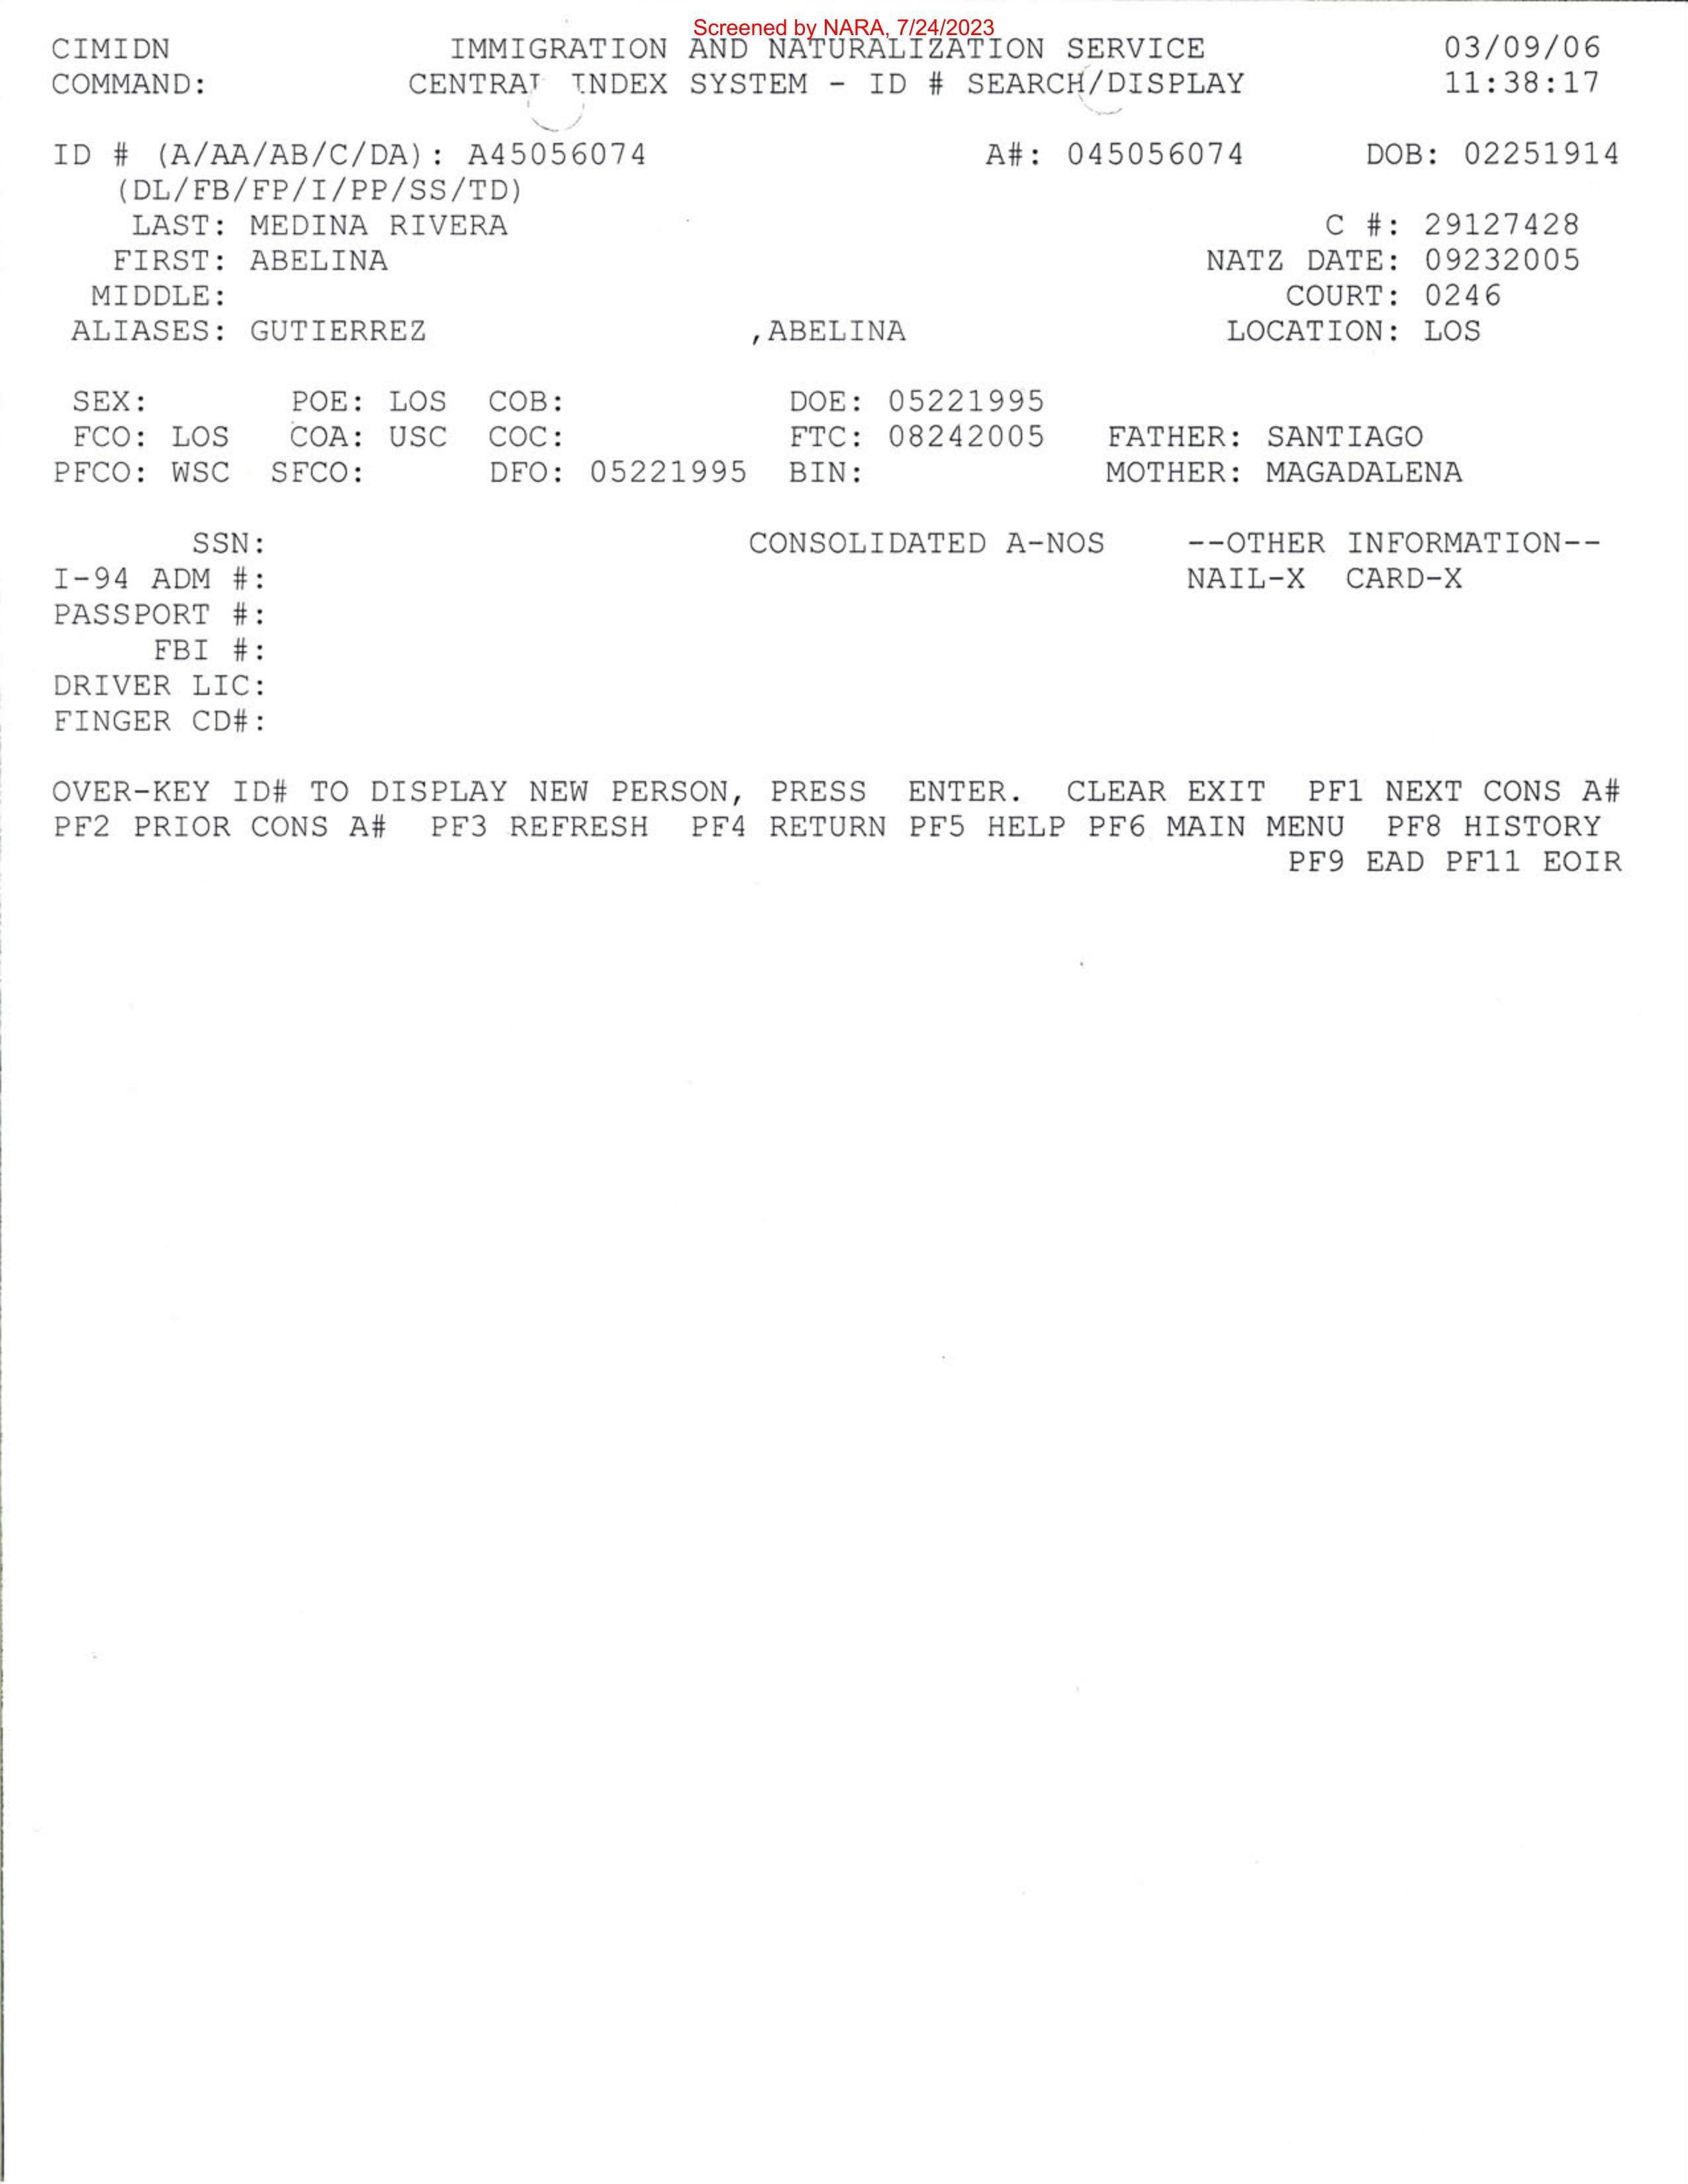 Screened by NARA, 7/24/2023
CIMIDN IMMIGRATION AND NATURALIZATION SERVICE 03/09/06
COMMAND: CENTRAL INDEX SYSTEM - ID # SEARCH/DISPLAY 11:38:17
ID # (A/AA/AB/C/DA): A45056074 A#: 045056074 DOB: 02251914
(DL/FB/FP/I/PP/SS/TD)
LAST: MEDINA RIVERA C #: 29127428
FIRST: ABELINA NATZ DATE: 09232005
MIDDLE: COURT: 0246
ALIASES: GUTIERREZ ,ABELINA LOCATION: LOS
SEX: POE: LOS COB: DOE: 05221995
FCO: LOS COA: USC COC: FTC: 08242005 FATHER: SANTIAGO
PFCO: WSC SFCO: DFO: 05221995 BIN: MOTHER: MAGADALENA
SSN: CONSOLIDATED A-NOS --OTHER INFORMATION--
I-94 ADM #: NAIL-X CARD-X
PASSPORT #:
FBI #:
DRIVER LIC:
FINGER CD#:
OVER-KEY ID# TO DISPLAY NEW PERSON, PRESS ENTER. CLEAR EXIT PF1 NEXT CONS A#
PF2 PRIOR CONS A# PF3 REFRESH PF4 RETURN PF5 HELP PF6 MAIN MENU PF8 HISTORY
PF9 EAD PF11 EOIR